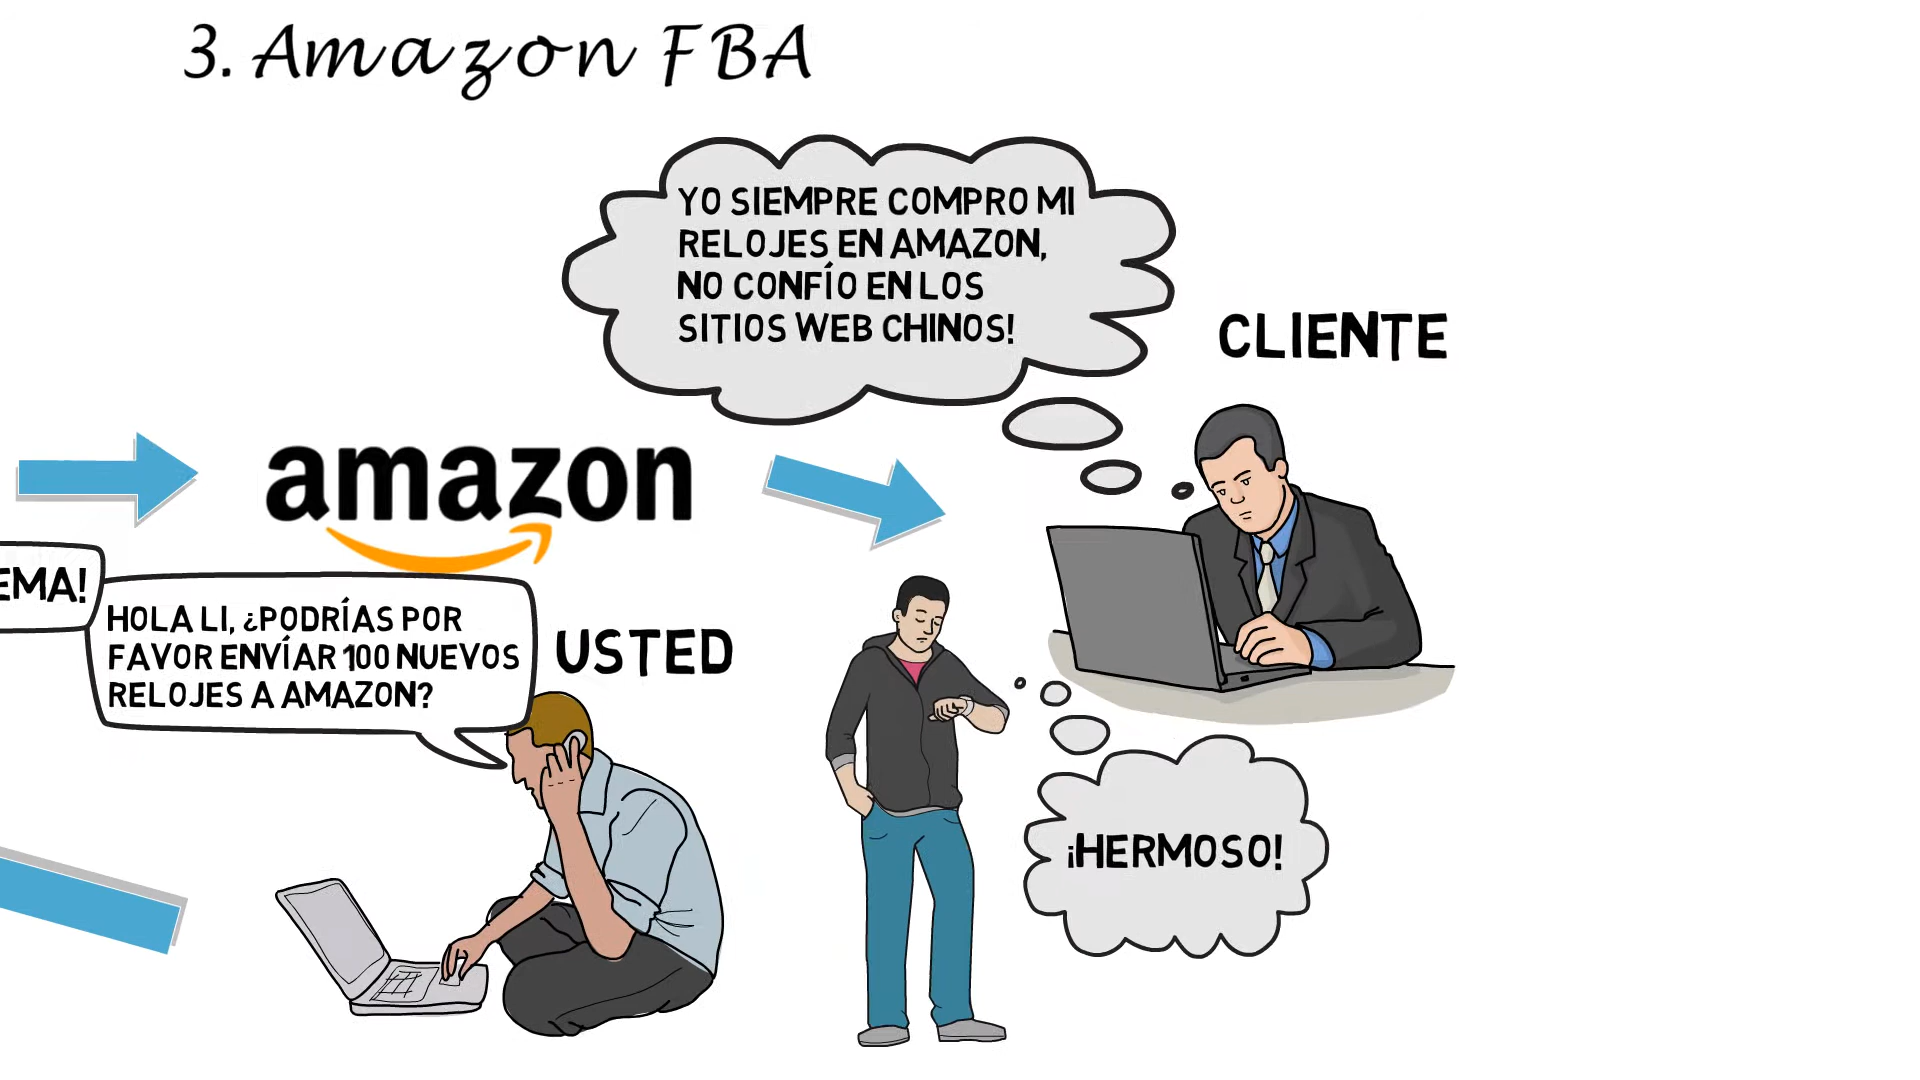 3. Amazon FBA
YO SIEMPRE COMPRO MI
RELOJES EN AMAZON,
NO CONFÍO EN LOS
SITIOS WEB CHINOS!
CLIENTE
amazon
EMA!
HOLA LI, ¿PODRÍAS POR
FAVOR ENVÍAR 100 NUEVOS
RELOJES A AMAZON?
USTED
¡HERMOSO!